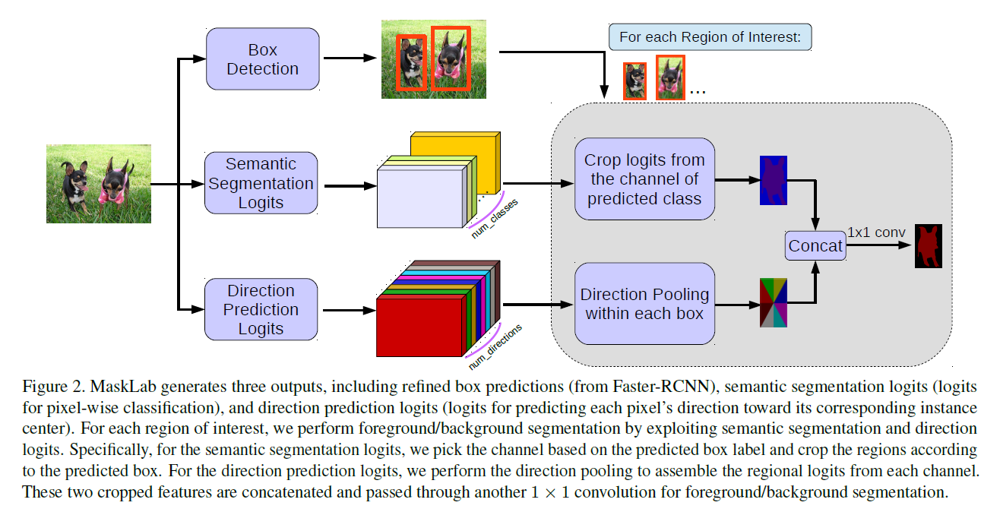 Box
Detection
For each Region of Interest:
...
Semantic
Segmentation
Logits
num_classes
Crop logits from
the channel of
predicted class
Concat
1x1 conv
Direction
Prediction
Logits
num_directions
Direction Pooling
within each box
Figure 2. MaskLab generates three outputs, including refined box predictions (from Faster-RCNN), semantic segmentation logits (logits
for pixel-wise classification), and direction prediction logits (logits for predicting each pixel's direction toward its corresponding instance
center). For each region of interest, we perform foreground/background segmentation by exploiting semantic segmentation and direction
logits. Specifically, for the semantic segmentation logits, we pick the channel based on the predicted box label and crop the regions according
to the predicted box. For the direction prediction logits, we perform the direction pooling to assemble the regional logits from each channel.
These two cropped features are concatenated and passed through another 1 × 1 convolution for foreground/background segmentation.